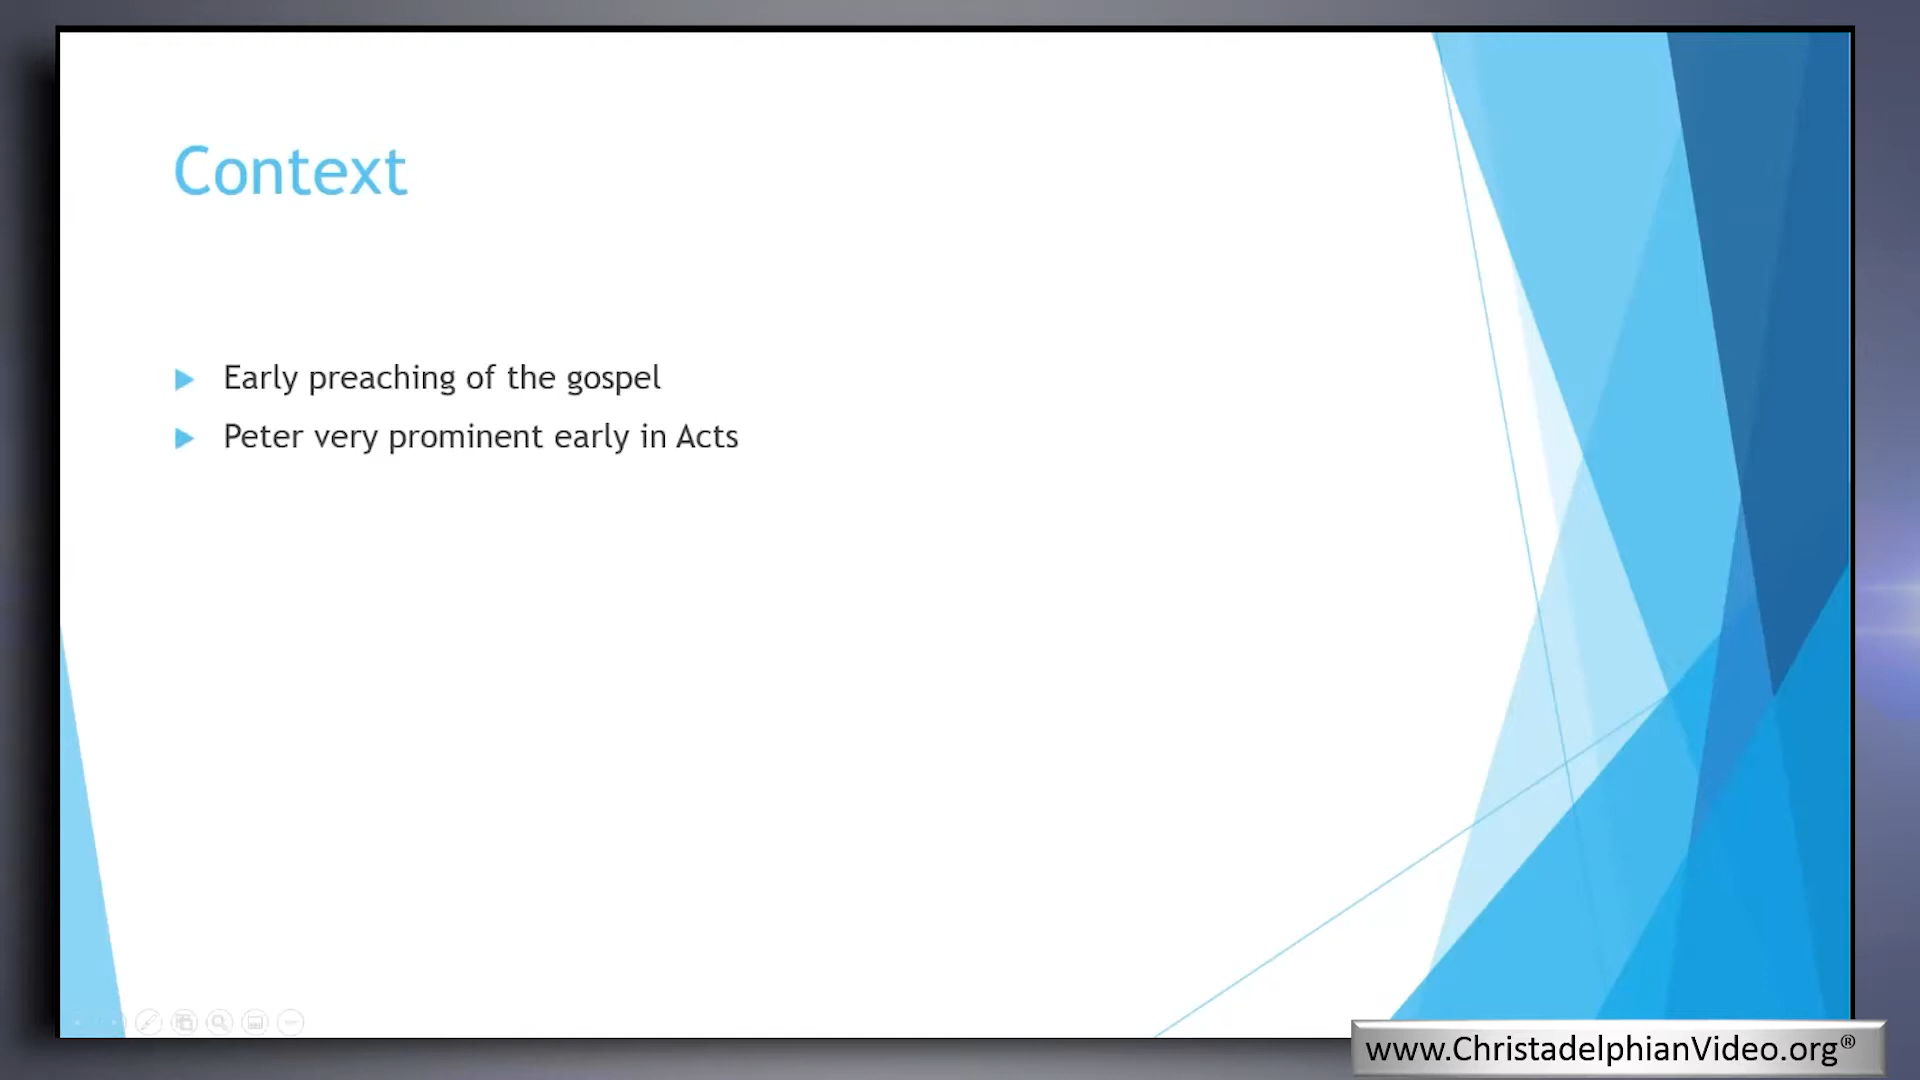 Context
Early preaching of the gospel
Peter very prominent early in Acts
www.ChristadelphianVideo.org®